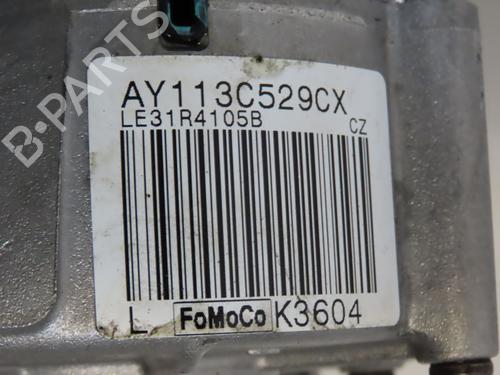 AY113C529CX
LE31R4105B CZ
L FoMoCo K3604
B-PARTS